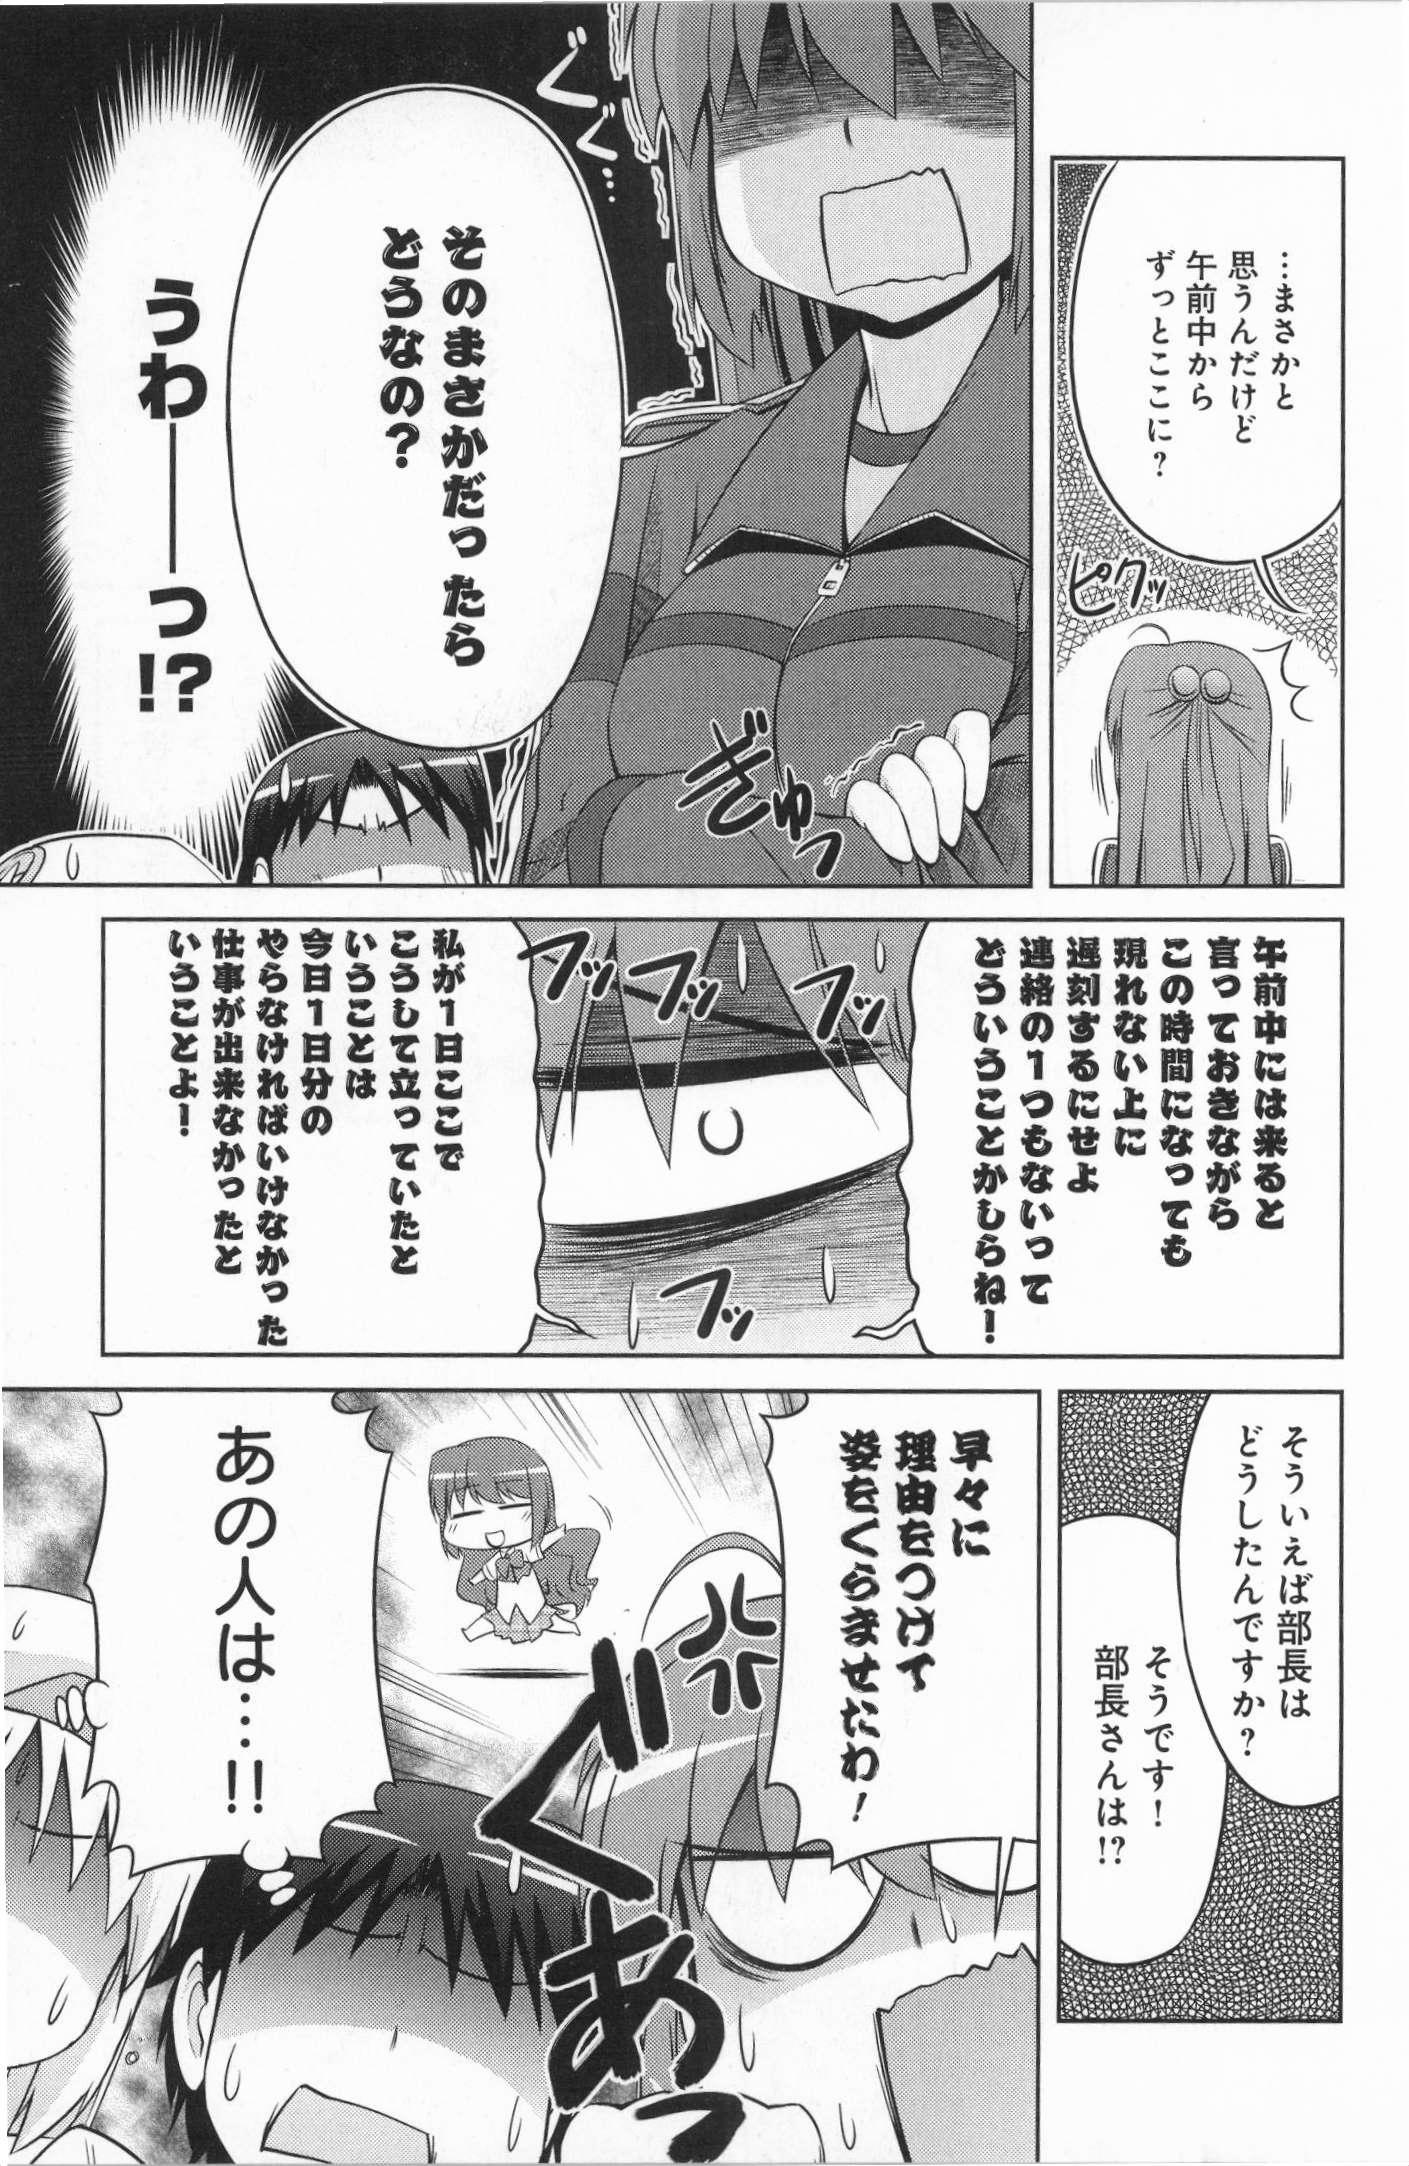 …まさかと
思うんだけど
午前中から
ずっとここに?
ピクッ
ぐ
ぐ…
そのまさかだったら
どうなの?
うわーーっ!?
ぎゅっ
午前中には来ると
言っておきながら
この時間になっても
現れない上に
遅刻するにせよ
連絡の1つもないって
どういうことかしらね!
フッ
フッ
フッ
フッ
私が1日ここで
こうして立っていたと
いうことは
今日1日分の
やらなければいけなかった
仕事が出来なかったと
いうことよ!
そういえば部長は
どうしたんですか?
そうです!
部長さんは!?
早々に
理由をつけて
姿をくらませたわ!
ぐ
あっ
あの人は…!!